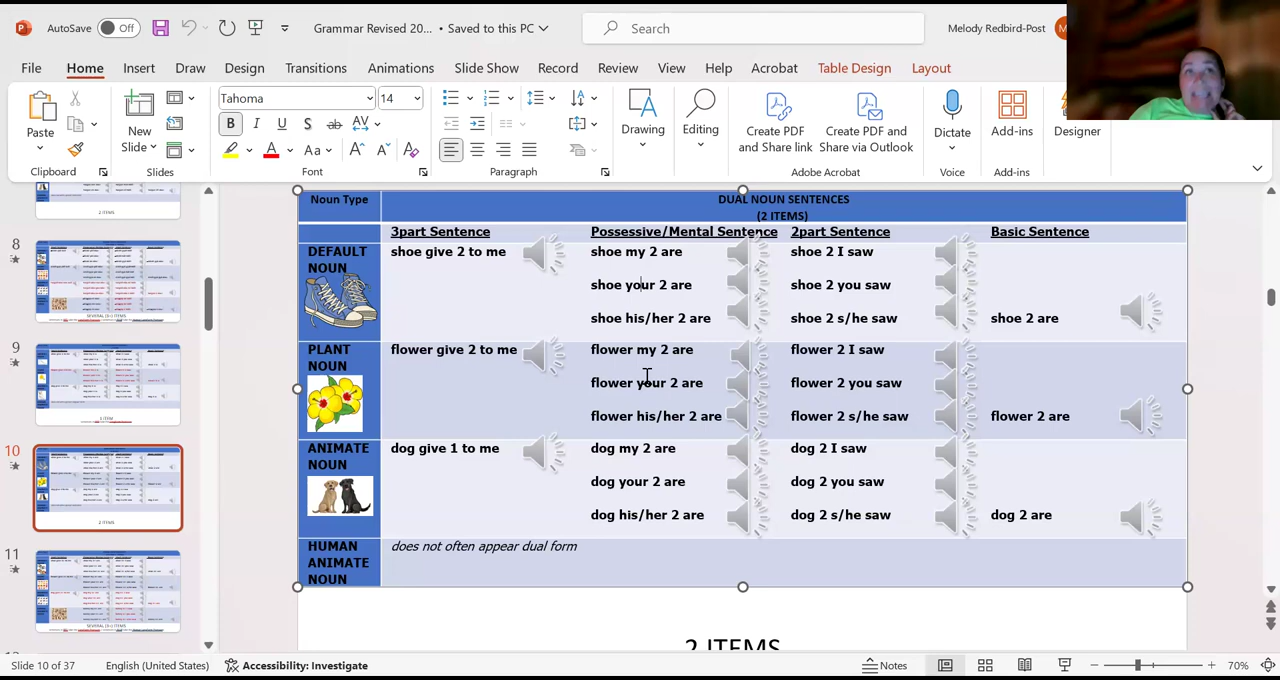 AutoSave Off Grammar Revised 20... • Saved to this PC Search Melody Redbird-Post
File Home Insert Draw Design Transitions Animations Slide Show Record Review View Help Acrobat Table Design Layout
Tahoma 14
Paste New Slide B I U S ab AV Aa A A A Drawing Editing Create PDF and Share link Create PDF and Share via Outlook Dictate Add-ins Designer
Clipboard Slides Font Paragraph Adobe Acrobat Voice Add-ins
Noun Type DUAL NOUN SENTENCES
(2 ITEMS)
3part Sentence Possessive/Mental Sentence 2part Sentence Basic Sentence
DEFAULT NOUN shoe give 2 to me shoe my 2 are shoe 2 I saw
shoe your 2 are shoe 2 you saw
shoe his/her 2 are shoe 2 s/he saw shoe 2 are
PLANT NOUN flower give 2 to me flower my 2 are flower 2 I saw
flower your 2 are flower 2 you saw
flower his/her 2 are flower 2 s/he saw flower 2 are
ANIMATE NOUN dog give 1 to me dog my 2 are dog 2 I saw
dog your 2 are dog 2 you saw
dog his/her 2 are dog 2 s/he saw dog 2 are
HUMAN ANIMATE NOUN does not often appear dual form
2 ITEMS
8
9
10
11
Slide 10 of 37 English (United States) Accessibility: Investigate Notes 70%